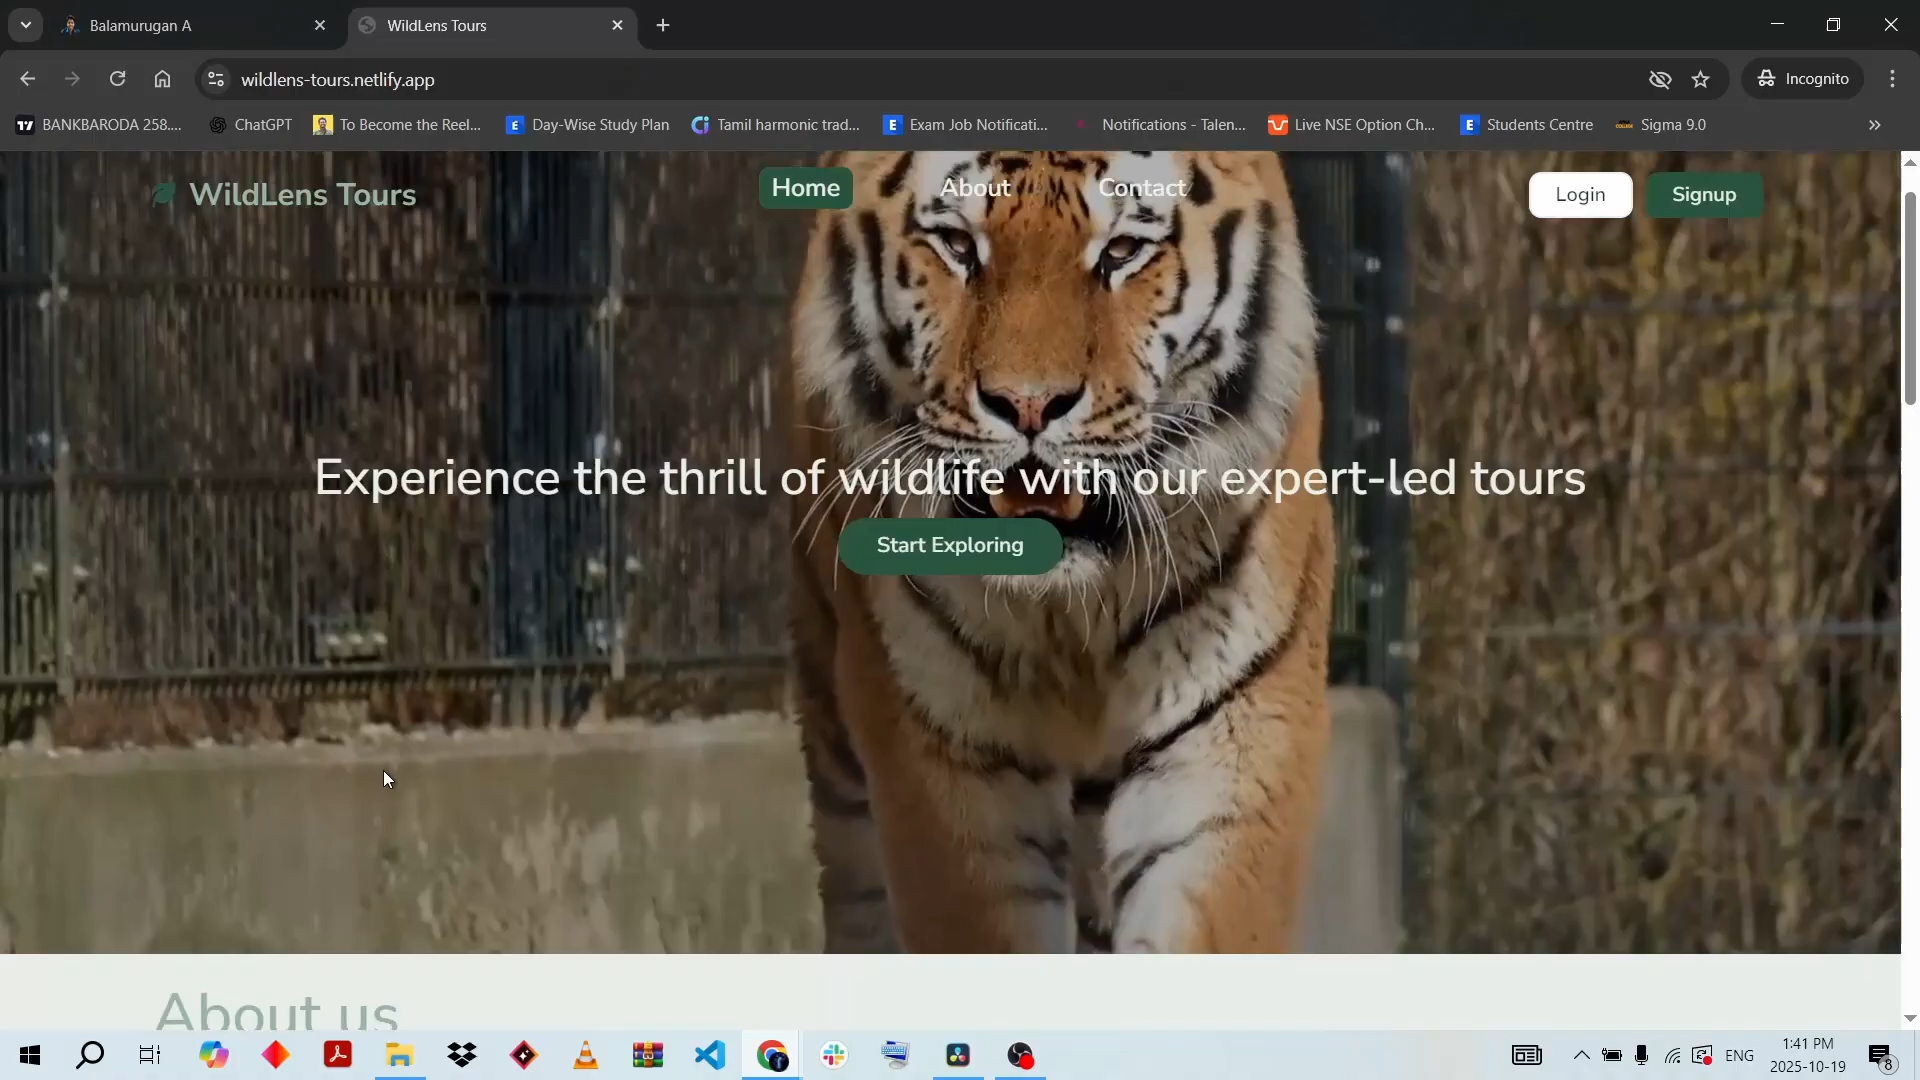 Balamurugan A
WildLens Tours
wildlens-tours.netlify.app
Incognito
BANKBARODA 258....
ChatGPT
To Become the Reel...
Day-Wise Study Plan
Tamil harmonic trad...
Exam Job Notificati...
Notifications - Talen...
Live NSE Option Ch...
Students Centre
Sigma 9.0
WildLens Tours
Home
About
Contact
Login
Signup
Experience the thrill of wildlife with our expert-led tours
Start Exploring
About us
ENG
1:41 PM
2025-10-19
8